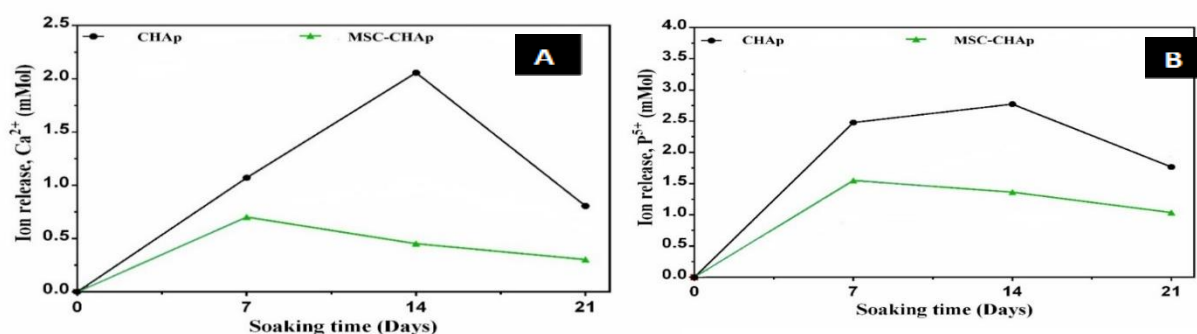 2.5
CHAp
MSC-CHAp
A
2.0
1.5
1.0
0.5
0.0
0
7
14
21
Ion release, Ca²⁺ (mMol)
Soaking time (Days)
4.0
CHAp
MSC-CHAp
B
3.5
3.0
2.5
2.0
1.5
1.0
0.5
0.0
0
7
14
21
Ion release, P⁵⁺ (mMol)
Soaking time (Days)